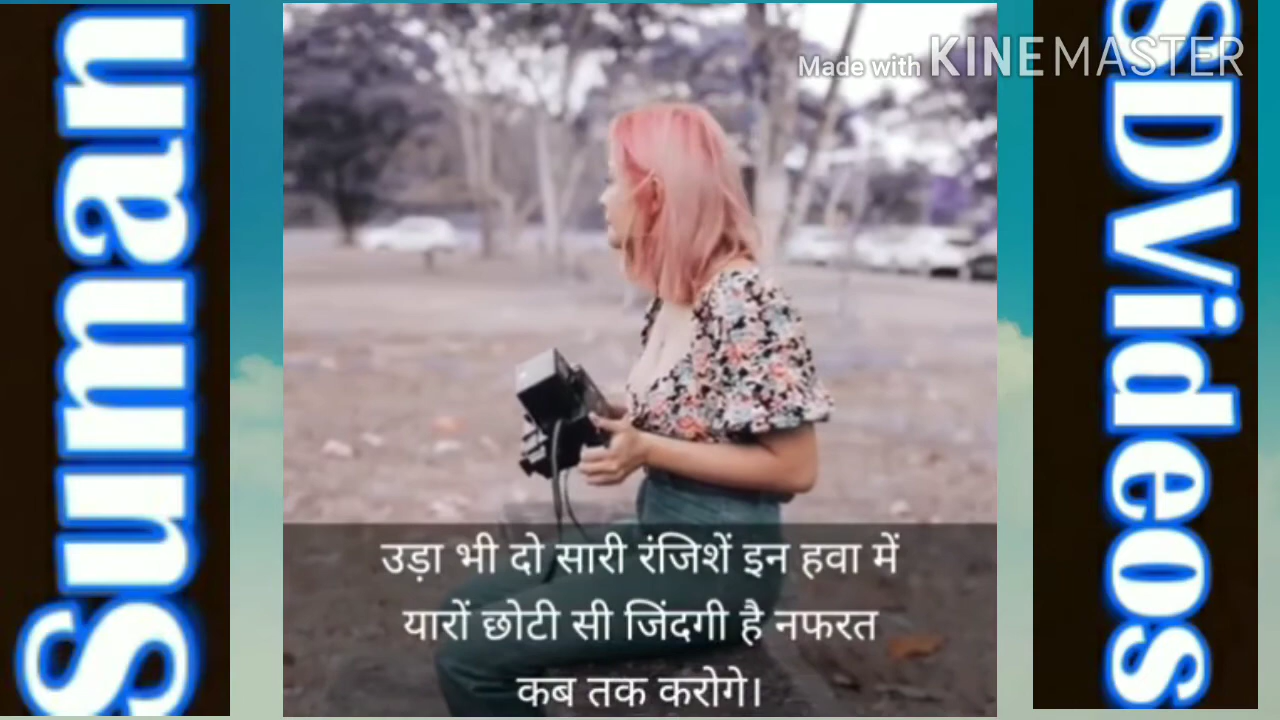 Suman
Made with KINEMASTER
SDVideos
उड़ा भी दो सारी रंजिशें इन हवा में
यारों छोटी सी जिंदगी है नफरत
कब तक करोगे।